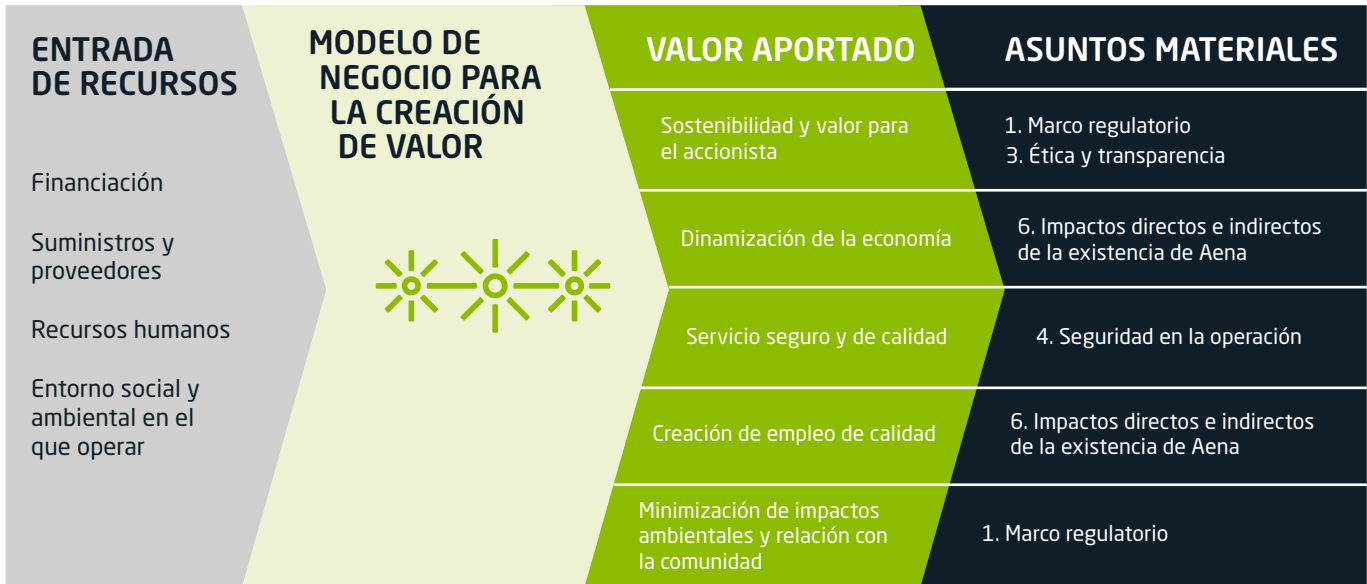 ENTRADA
DE RECURSOS
Financiación
Suministros y
proveedores
Recursos humanos
Entorno social y
ambiental en el
que operar
MODELO DE
NEGOCIO PARA
LA CREACIÓN
DE VALOR
VALOR APORTADO
ASUNTOS MATERIALES
Sostenibilidad y valor para
el accionista
1. Marco regulatorio
3. Ética y transparencia
Dinamización de la economía
6. Impactos directos e indirectos
de la existencia de Aena
Servicio seguro y de calidad
4. Seguridad en la operación
Creación de empleo de calidad
6. Impactos directos e indirectos
de la existencia de Aena
Minimización de impactos
ambientales y relación con
la comunidad
1. Marco regulatorio